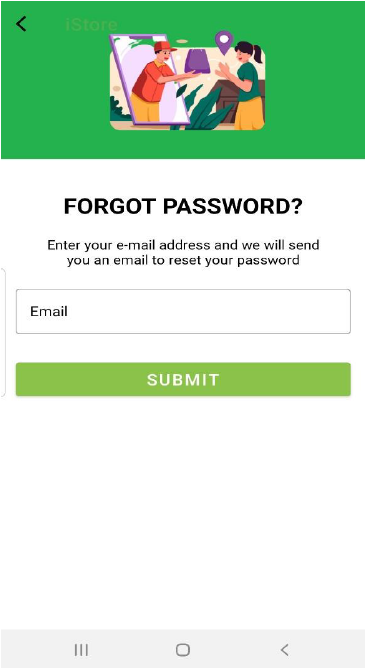 iStore
FORGOT PASSWORD?
Enter your e-mail address and we will send
you an email to reset your password
Email
SUBMIT